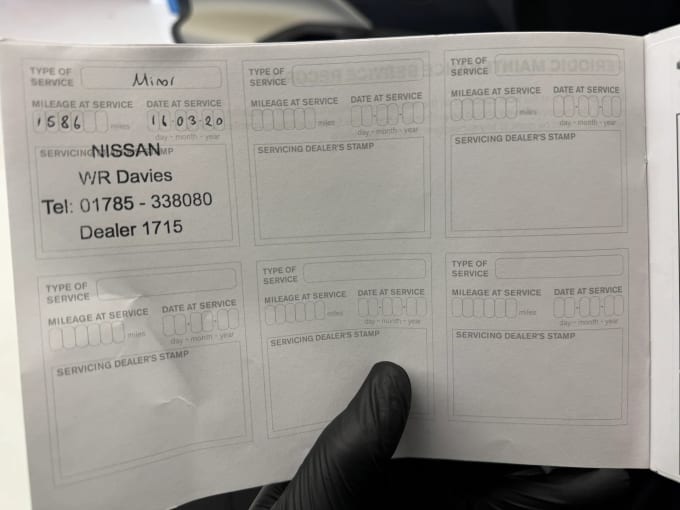 TYPE OF SERVICE Minor
MILEAGE AT SERVICE DATE AT SERVICE
1586 miles 16·03·20
day - month - year
SERVICING DEALER'S STAMP
NISSAN
WR Davies
Tel: 01785 - 338080
Dealer 1715
TYPE OF SERVICE
MILEAGE AT SERVICE DATE AT SERVICE
miles
day - month - year
SERVICING DEALER'S STAMP
TYPE OF SERVICE
MILEAGE AT SERVICE DATE AT SERVICE
miles
day - month - year
SERVICING DEALER'S STAMP
TYPE OF SERVICE
MILEAGE AT SERVICE DATE AT SERVICE
miles
day - month - year
SERVICING DEALER'S STAMP
TYPE OF SERVICE
MILEAGE AT SERVICE DATE AT SERVICE
miles
day - month - year
SERVICING DEALER'S STAMP
TYPE OF SERVICE
MILEAGE AT SERVICE DATE AT SERVICE
miles
day - month - year
SERVICING DEALER'S STAMP